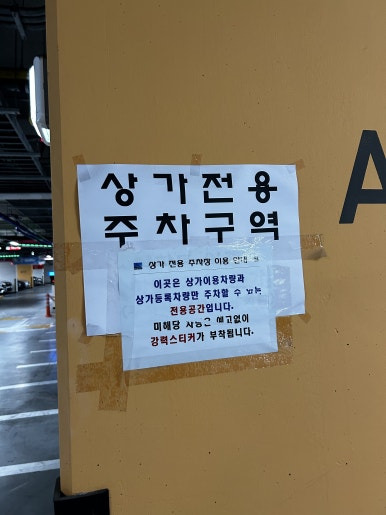 상가전용
주차구역
상가 전용 주차장 이용 안내
이곳은 상가이용차량과
상가등록차량만 주차할 수 있는
전용공간입니다.
미해당 차량은 예고없이
강력스티커가 부착됩니다.
A